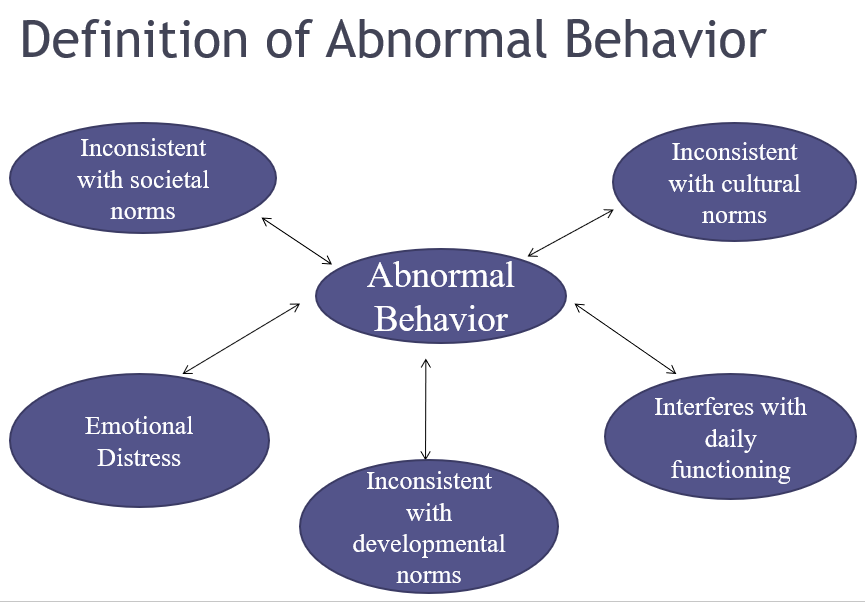 Definition of Abnormal Behavior
Inconsistent
with societal
norms
Inconsistent
with cultural
norms
Abnormal
Behavior
Emotional
Distress
Interferes with
daily
functioning
Inconsistent
with
developmental
norms